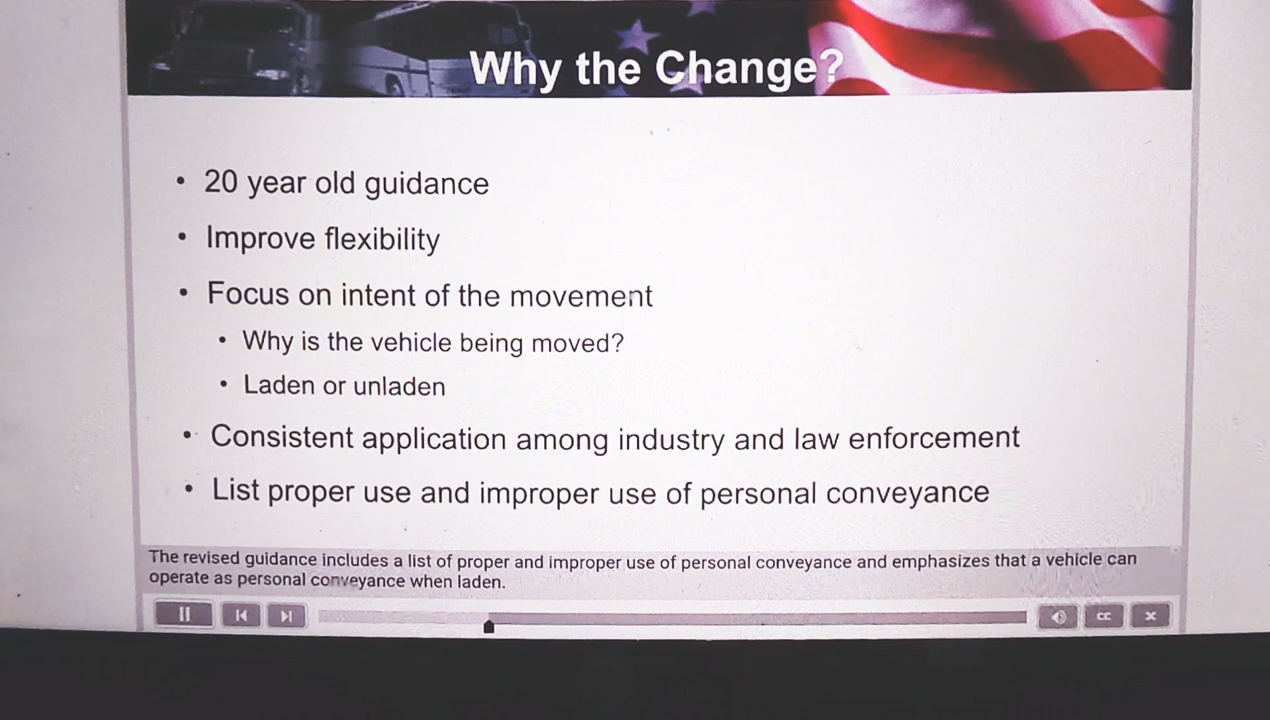 Why the Change?
• 20 year old guidance
• Improve flexibility
• Focus on intent of the movement
• Why is the vehicle being moved?
• Laden or unladen
• Consistent application among industry and law enforcement
• List proper use and improper use of personal conveyance
The revised guidance includes a list of proper and improper use of personal conveyance and emphasizes that a vehicle can
operate as personal conveyance when laden.
CC